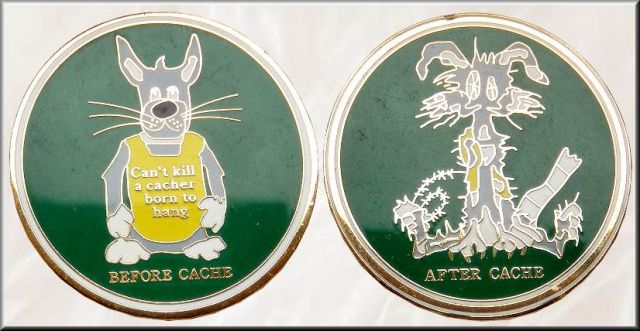 Can't kill
a cacher
born to
hang
BEFORE CACHE
AFTER CACHE